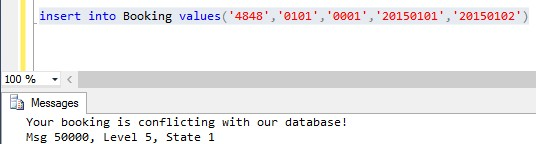 insert into Booking values('4848','0101','0001','20150101','20150102')
100 %
Messages
Your booking is conflicting with our database!
Msg 50000, Level 5, State 1